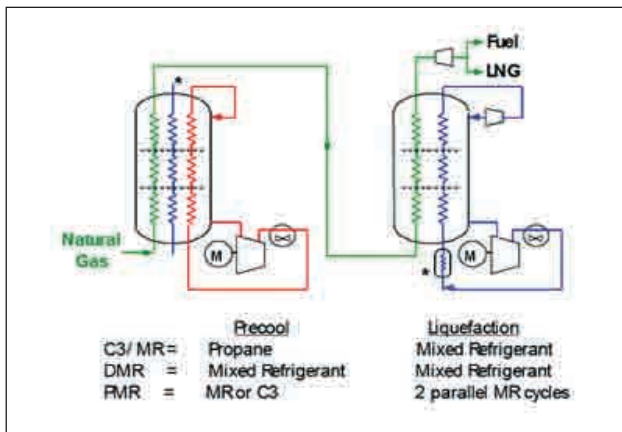 Fuel
LNG
*
Natural
Gas
M
M
*
Precool Liquefaction
C3/ MR = Propane Mixed Refrigerant
DMR = Mixed Refrigerant Mixed Refrigerant
PMR = MR or C3 2 parallel MR cycles